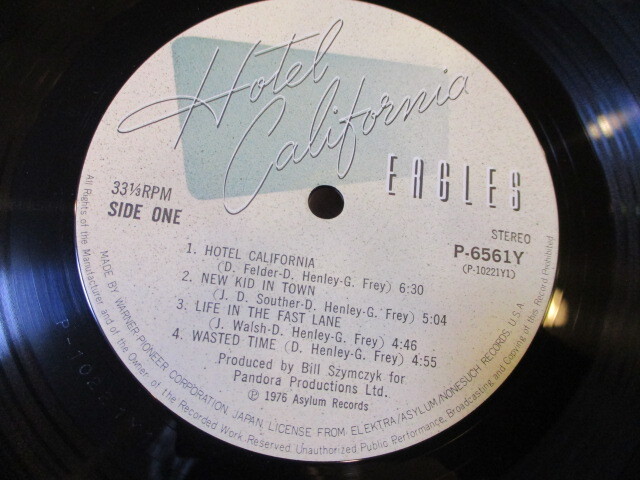 Hotel
California
EAGLES
33⅓RPM
SIDE ONE
STEREO
P-6561Y
(P-10221Y1)
1. HOTEL CALIFORNIA
(D. Felder-D. Henley-G. Frey) 6:30
2. NEW KID IN TOWN
(J. D. Souther-D. Henley-G. Frey) 5:04
3. LIFE IN THE FAST LANE
(J. Walsh-D. Henley-G. Frey) 4:46
4. WASTED TIME (D. Henley-G. Frey) 4:55
Produced by Bill Szymczyk for
Pandora Productions Ltd.
℗ 1976 Asylum Records
MADE BY WARNER-PIONEER CORPORATION, JAPAN, LICENSE FROM ELEKTRA/ASYLUM/NONESUCH RECORDS, U.S.A.
All Rights of the Manufacturer and of the Owner of the Recorded Work Reserved. Unauthorized Public Performance, Broadcasting and Copying of this Record Prohibited